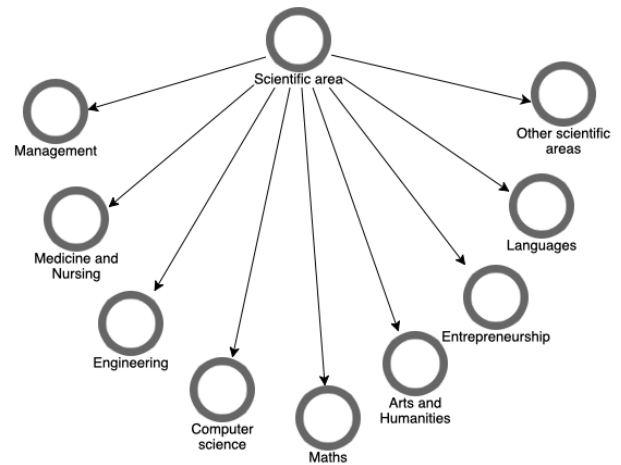 Scientific area
Management
Medicine and
Nursing
Engineering
Computer
science
Maths
Arts and
Humanities
Entrepreneurship
Languages
Other scientific
areas